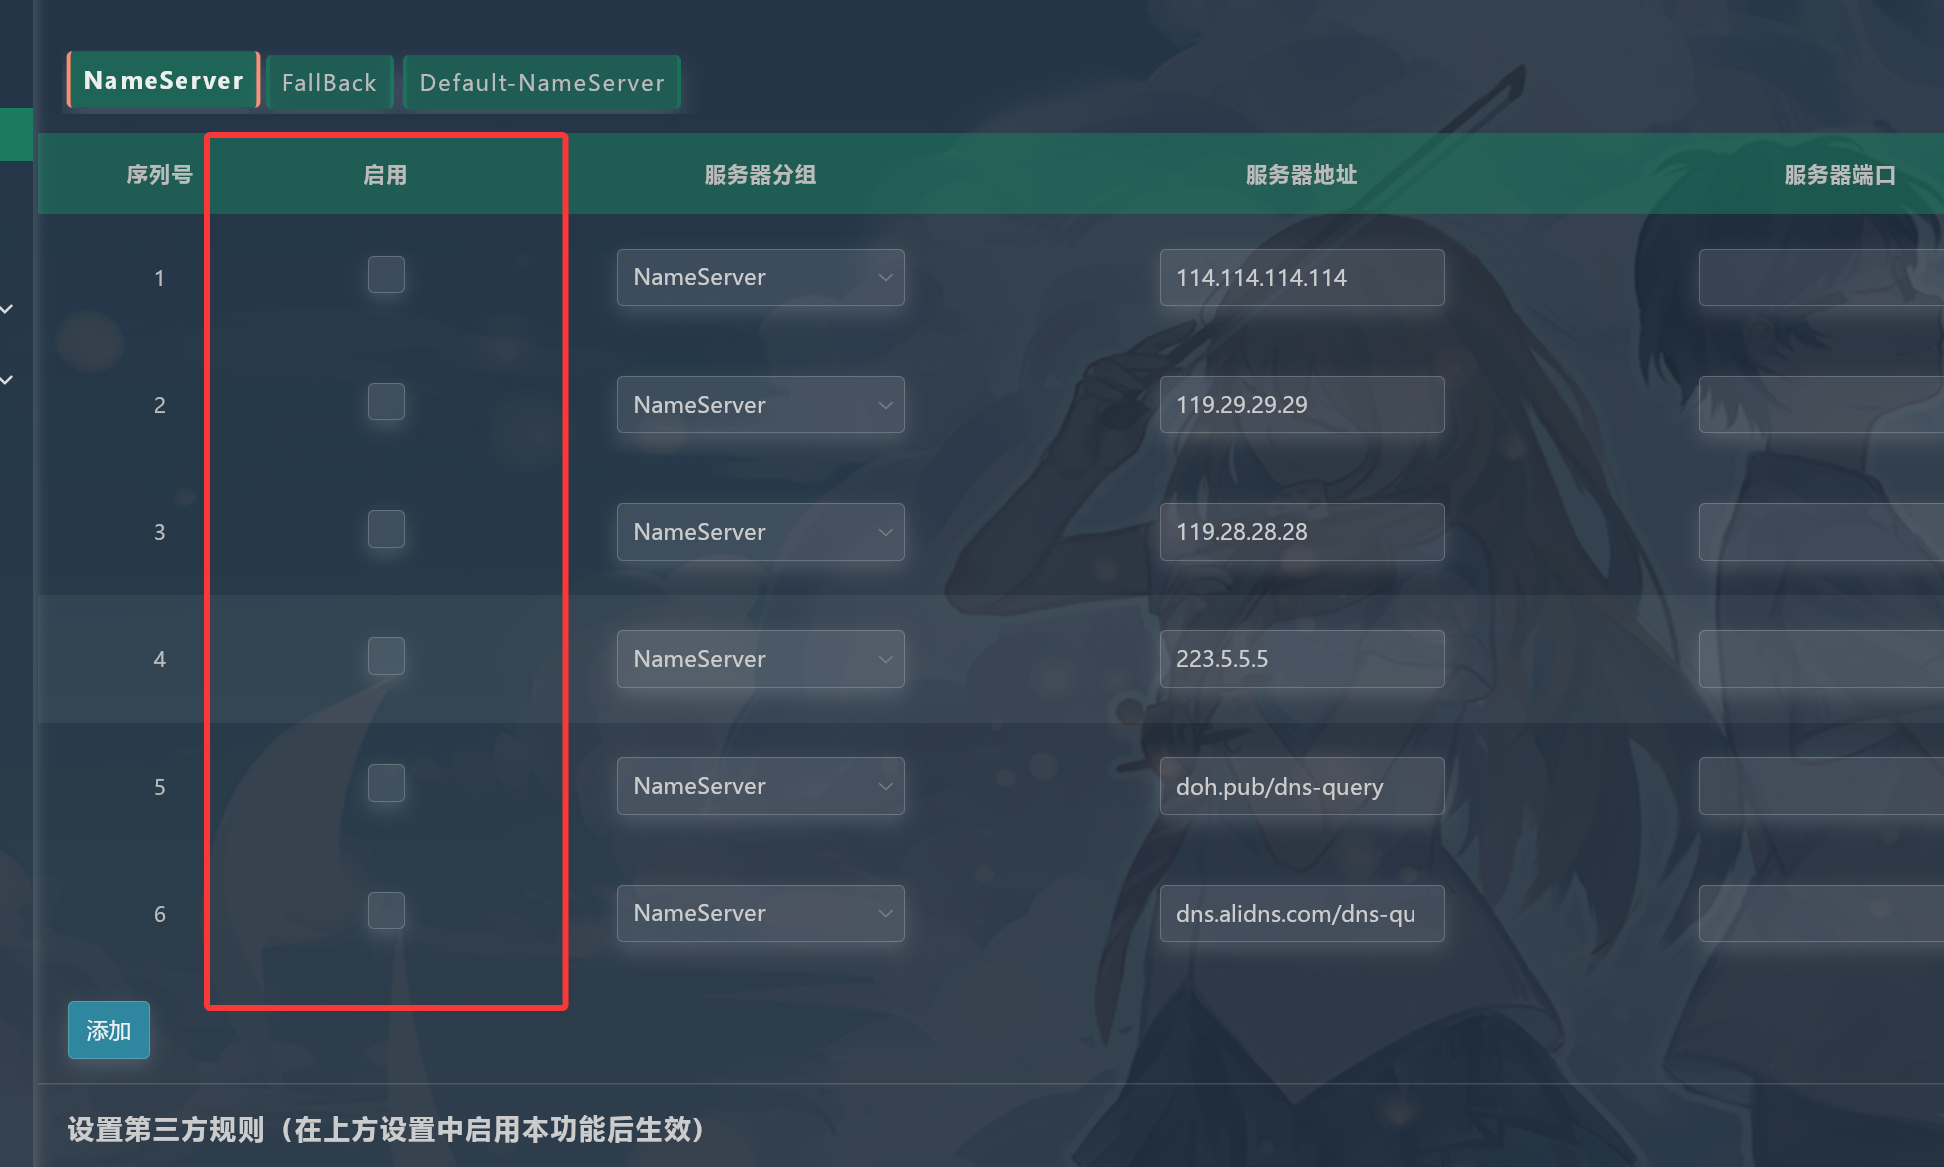 NameServer FallBack Default-NameServer
序列号 启用 服务器分组 服务器地址 服务器端口
1 NameServer 114.114.114.114
2 NameServer 119.29.29.29
3 NameServer 119.28.28.28
4 NameServer 223.5.5.5
5 NameServer doh.pub/dns-query
6 NameServer dns.alidns.com/dns-qu
添加
设置第三方规则（在上方设置中启用本功能后生效）